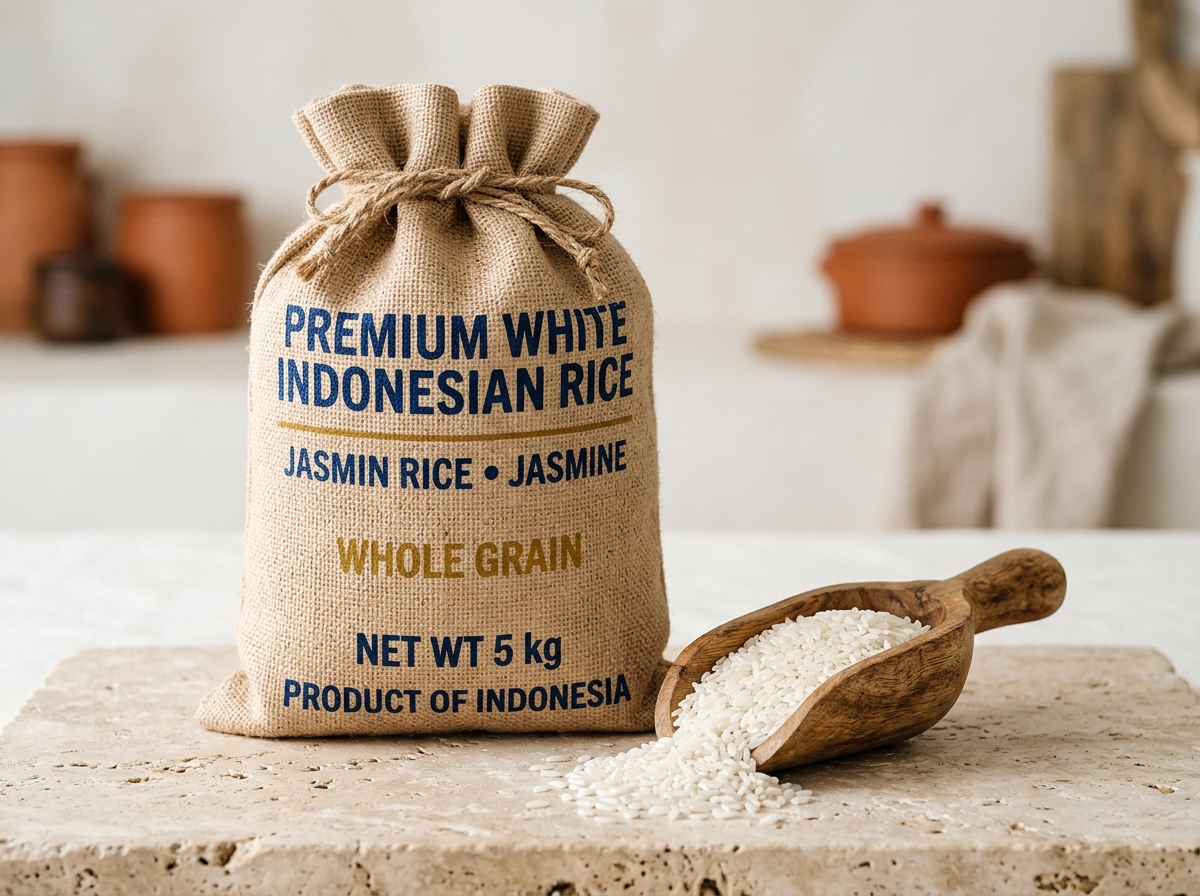 PREMIUM WHITE
INDONESIAN RICE
JASMIN RICE • JASMINE
WHOLE GRAIN
NET WT 5 kg
PRODUCT OF INDONESIA